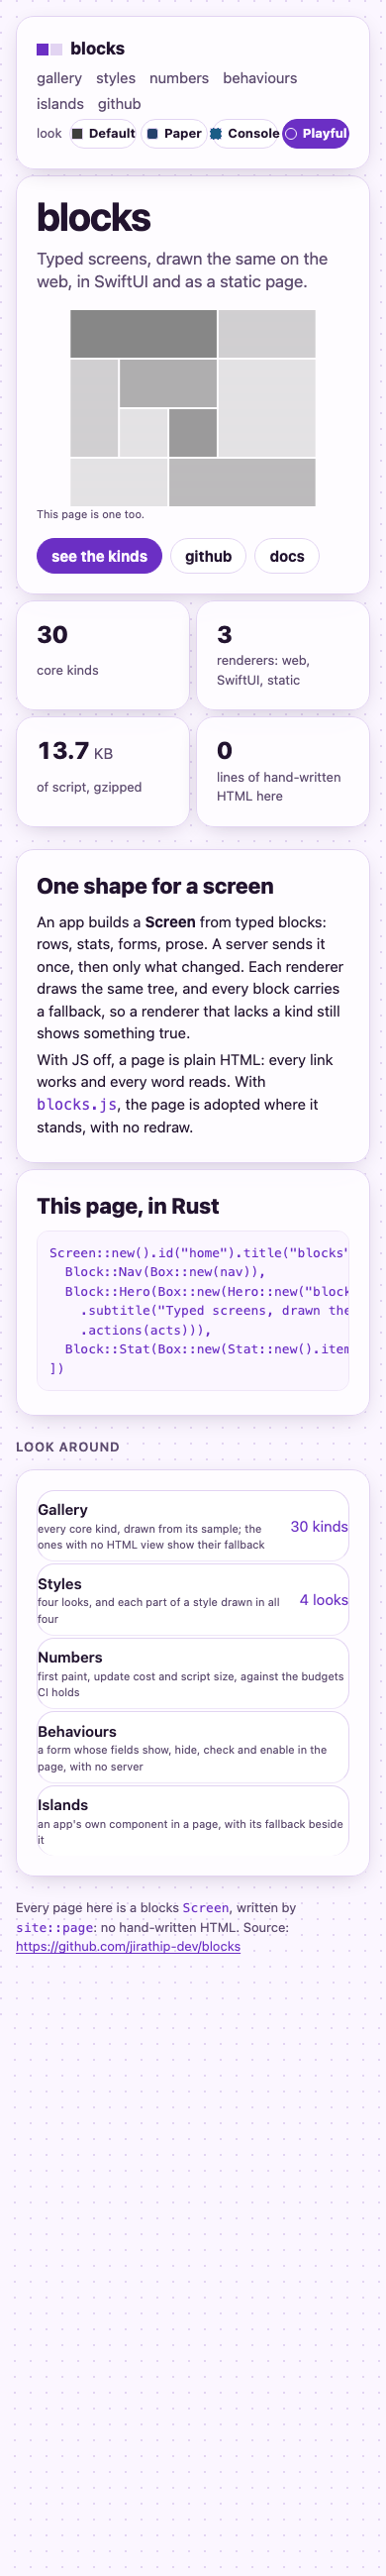 blocks
gallery styles numbers behaviours
islands github
look Default Paper Console Playful
blocks
Typed screens, drawn the same on the
web, in SwiftUI and as a static page.
This page is one too.
see the kinds github docs
30
core kinds
3
renderers: web,
SwiftUI, static
13.7 KB
of script, gzipped
0
lines of hand-written
HTML here
One shape for a screen
An app builds a Screen from typed blocks:
rows, stats, forms, prose. A server sends it
once, then only what changed. Each renderer
draws the same tree, and every block carries
a fallback, so a renderer that lacks a kind still
shows something true.
With JS off, a page is plain HTML: every link
works and every word reads. With
blocks.js, the page is adopted where it
stands, with no redraw.
This page, in Rust
Screen::new().id("home").title("blocks"
Block::Nav(Box::new(nav)),
Block::Hero(Box::new(Hero::new("block
.subtitle("Typed screens, drawn the
.actions(acts))),
Block::Stat(Box::new(Stat::new().item
])
LOOK AROUND
Gallery
every core kind, drawn from its sample; the
ones with no HTML view show their fallback
30 kinds
Styles
four looks, and each part of a style drawn in all
four
4 looks
Numbers
first paint, update cost and script size, against the budgets
CI holds
Behaviours
a form whose fields show, hide, check and enable in the
page, with no server
Islands
an app's own component in a page, with its fallback beside
it
Every page here is a blocks Screen, written by
site::page: no hand-written HTML. Source:
https://github.com/jirathip-dev/blocks